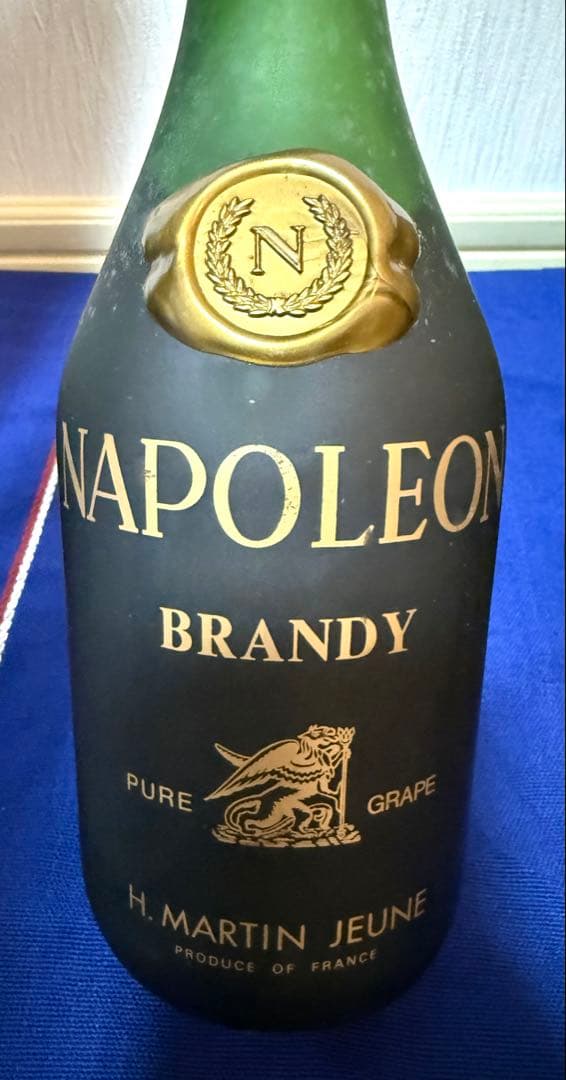 N
NAPOLEON
BRANDY
PURE GRAPE
H. MARTIN JEUNE
PRODUCE OF FRANCE